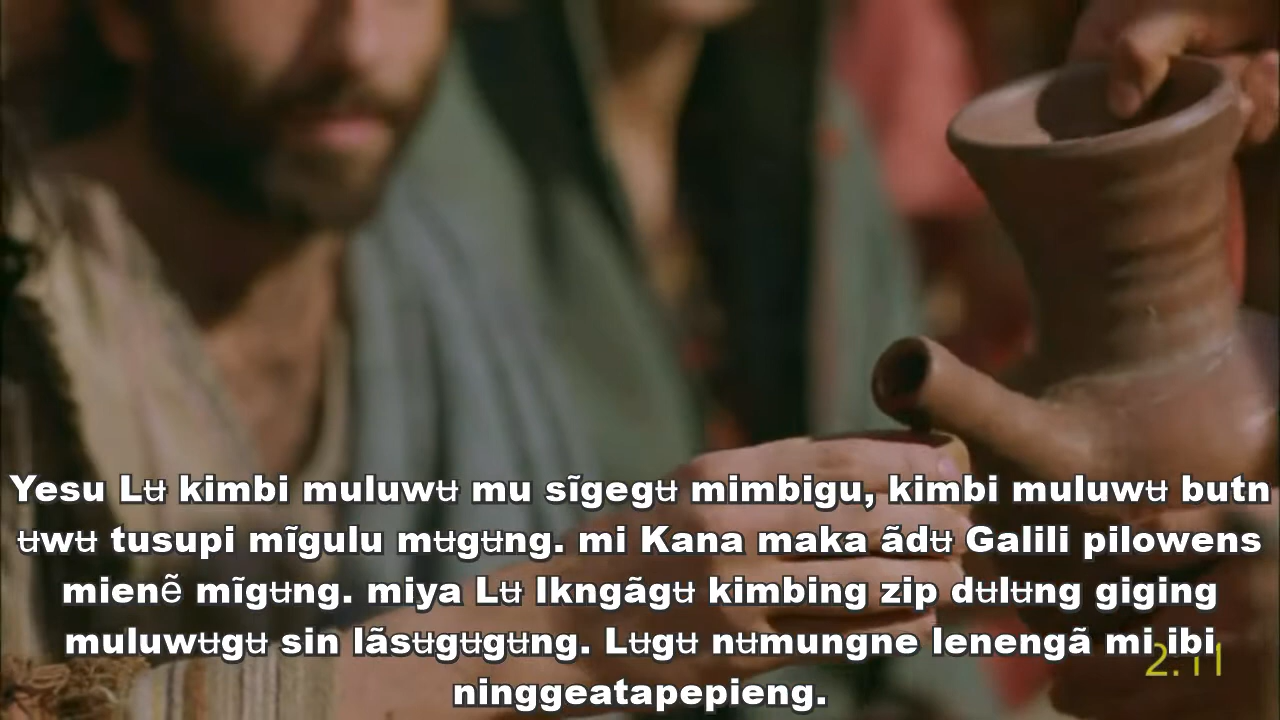 Yesu Lʉ kimbi muluwʉ mu sĩgegʉ mimbigu, kimbi muluwʉ butn
ʉwʉ tusupi mĩgulu mʉgʉng. mi Kana maka ãdʉ Galili pilowens
mienẽ mĩgʉng. miya Lʉ Ikngãgʉ kimbing zip dʉlʉng giging
muluwʉgʉ sin lãsʉgʉgʉng. Lʉgʉ nʉmungne lenengã mi ibi
2.11
ninggeatapepieng.